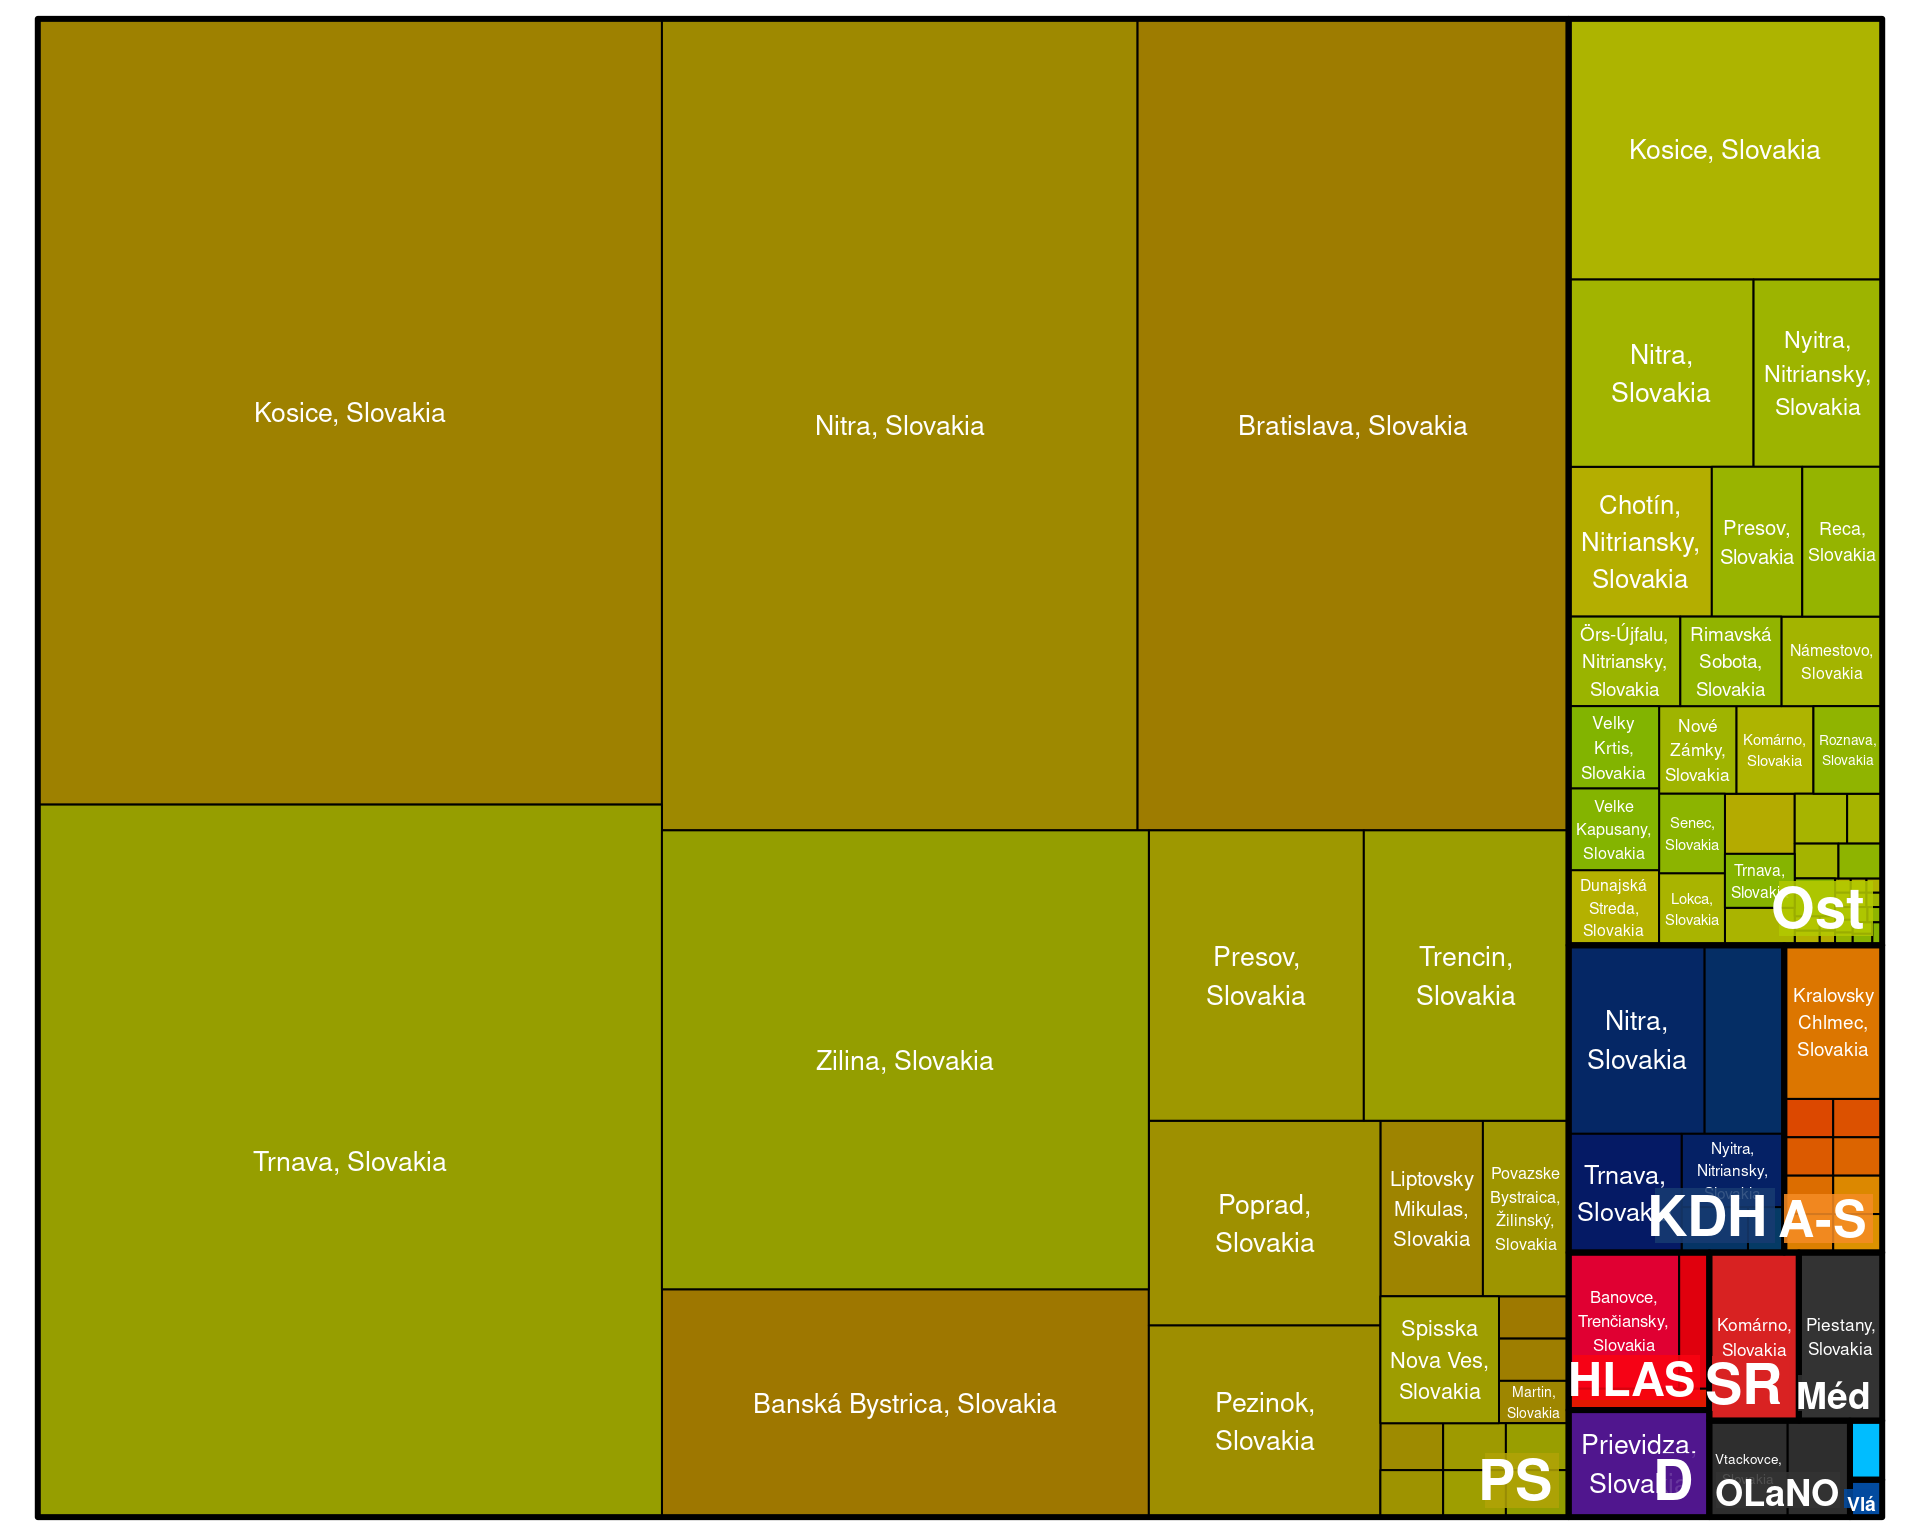 Kosice, Slovakia
Nitra, Slovakia
Bratislava, Slovakia
Trnava, Slovakia
Zilina, Slovakia
Banská Bystrica, Slovakia
Presov,
Slovakia
Trencin,
Slovakia
Poprad,
Slovakia
Liptovsky
Mikulas,
Slovakia
Povazske
Bystraica,
Žilinský,
Slovakia
Pezinok,
Slovakia
Spisska
Nova Ves,
Slovakia
Martin,
Slovakia
PS
Kosice, Slovakia
Nitra,
Slovakia
Nyitra,
Nitriansky,
Slovakia
Chotín,
Nitriansky,
Slovakia
Presov,
Slovakia
Reca,
Slovakia
Örs-Újfalu,
Nitriansky,
Slovakia
Rimavská
Sobota,
Slovakia
Námestovo,
Slovakia
Velky
Krtis,
Slovakia
Nové
Zámky,
Slovakia
Komárno,
Slovakia
Roznava,
Slovakia
Velke
Kapusany,
Slovakia
Senec,
Slovakia
Trnava,
Slovakia
Dunajská
Streda,
Slovakia
Lokca,
Slovakia
Ost
Nitra,
Slovakia
Trnava,
Slovakia
Nyitra,
Nitriansky,
Slovakia
KDH
Kralovsky
Chlmec,
Slovakia
A-S
Banovce,
Trenčiansky,
Slovakia
HLAS
Komárno,
Slovakia
SR
Piestany,
Slovakia
Méd
Prievidza,
Slovakia
D
Vtackovce,
Slovakia
OLaNO
Vlá